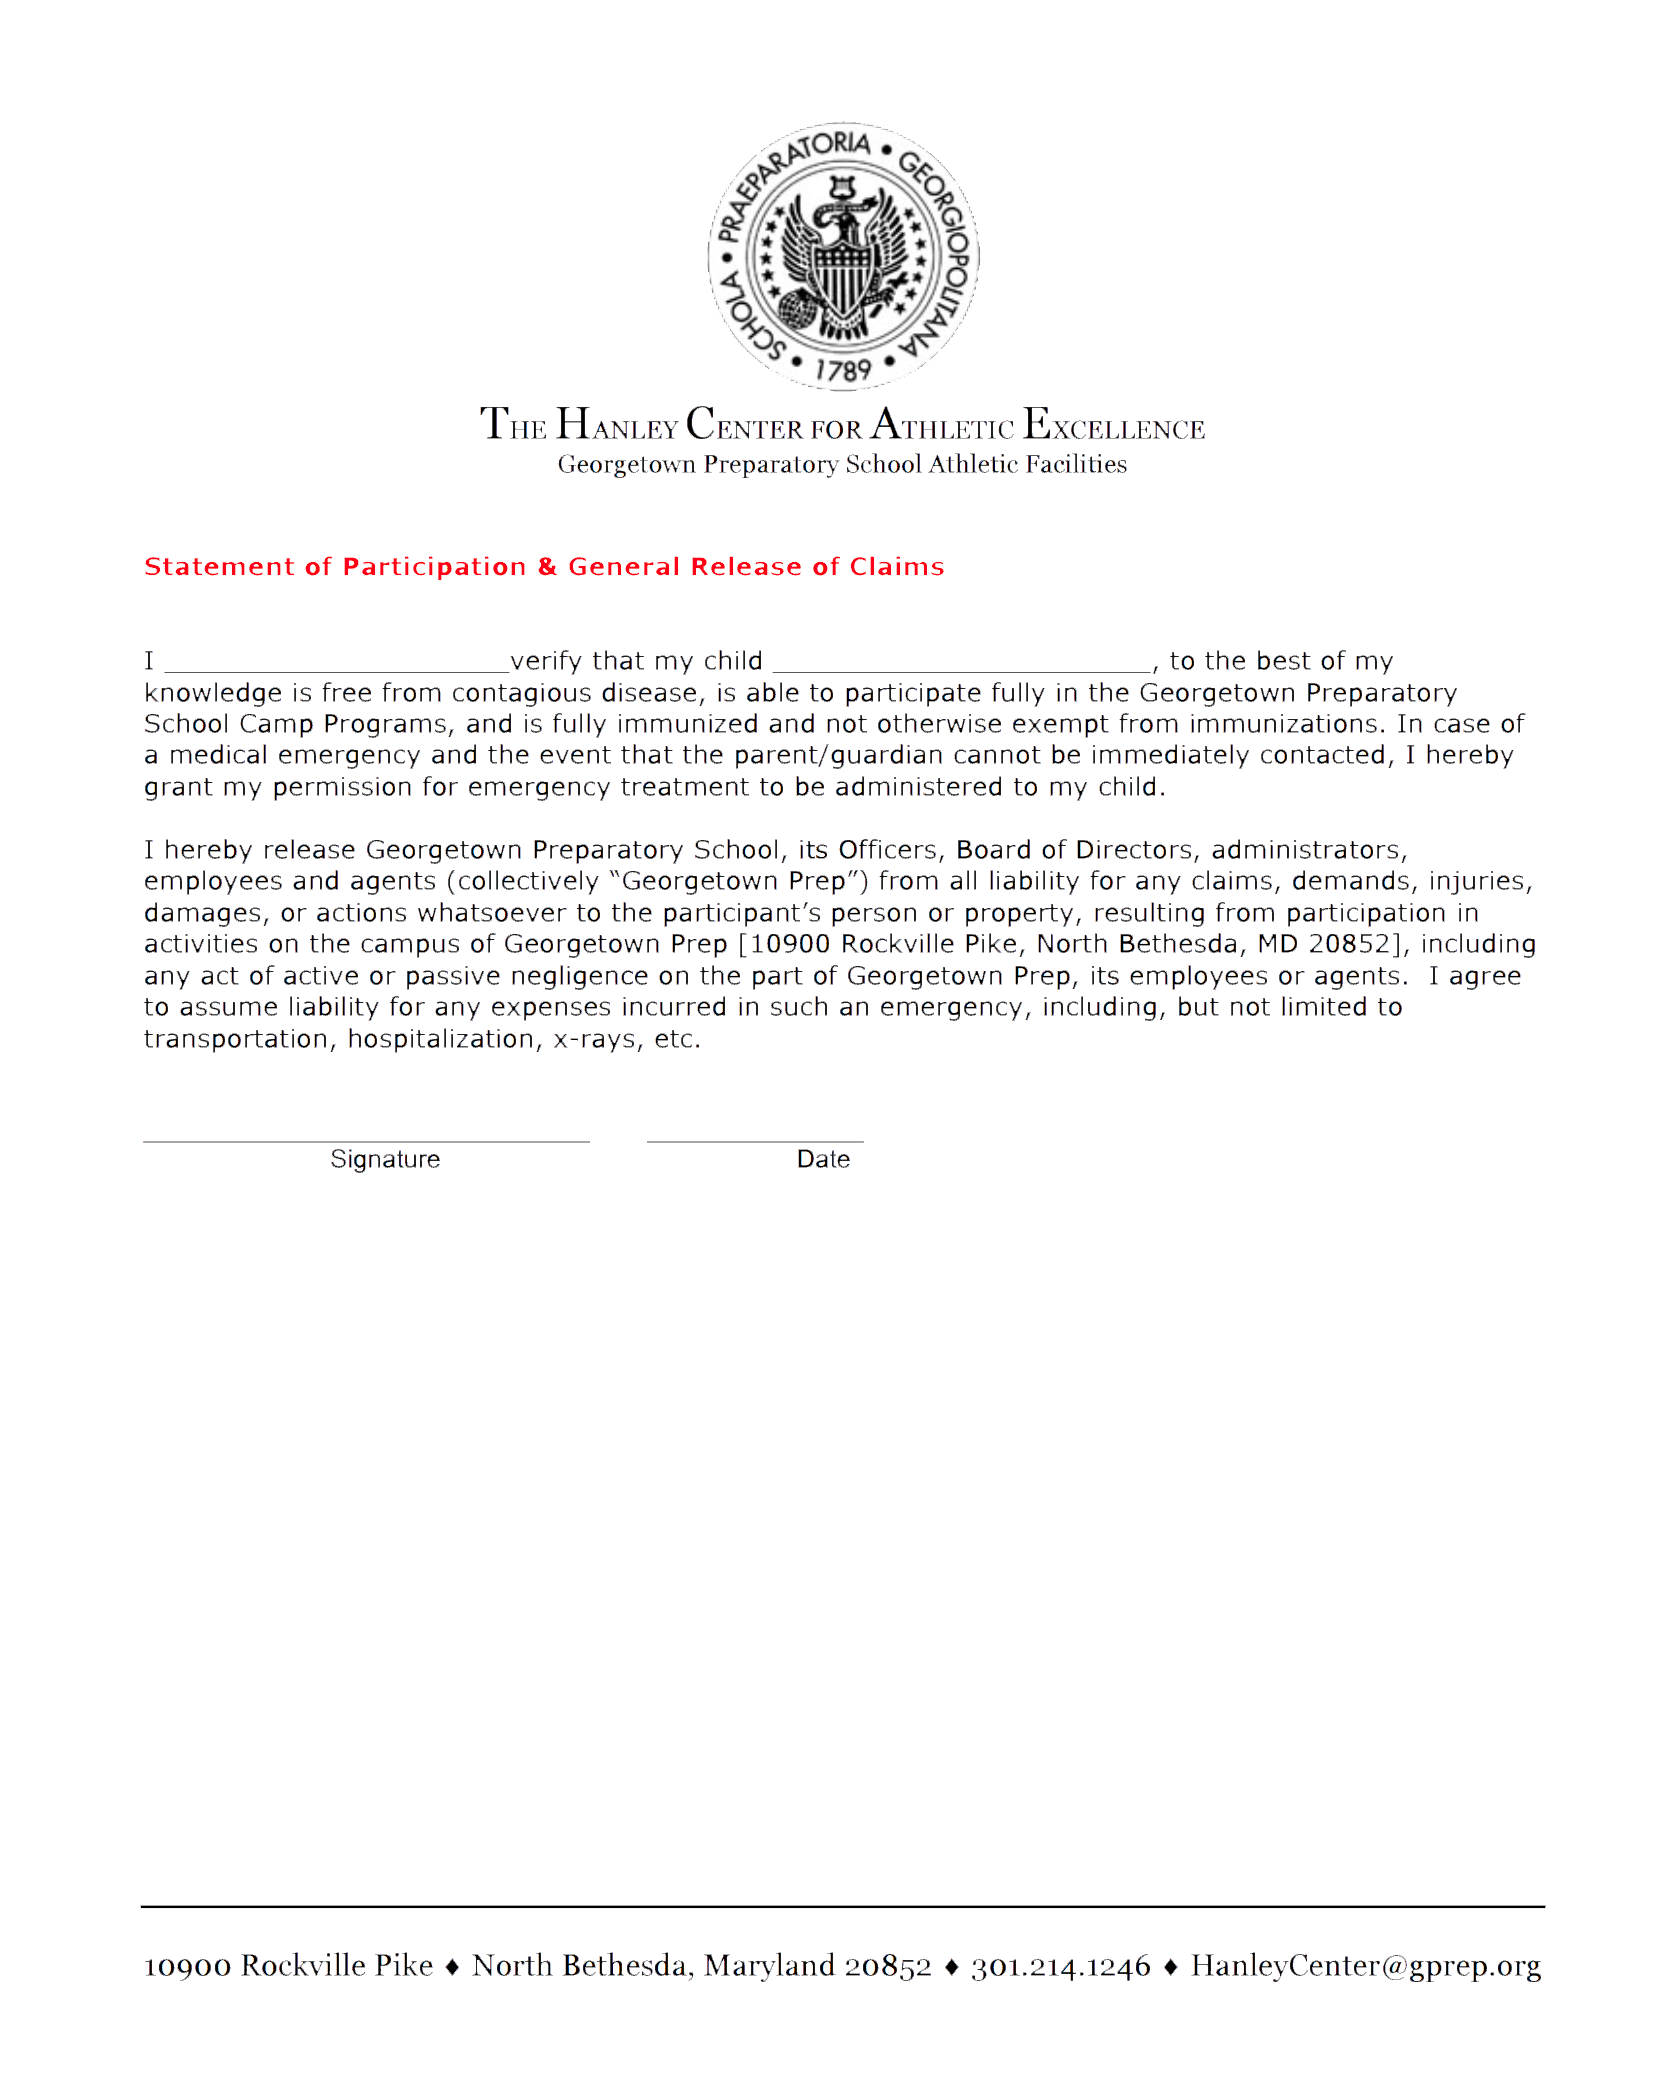 SCHOLA • PRAEPARATORIA • GEORGIOPOLITANA • 1789 •
THE HANLEY CENTER FOR ATHLETIC EXCELLENCE
Georgetown Preparatory School Athletic Facilities
Statement of Participation & General Release of Claims
I _________________________verify that my child ___________________________, to the best of my
knowledge is free from contagious disease, is able to participate fully in the Georgetown Preparatory
School Camp Programs, and is fully immunized and not otherwise exempt from immunizations. In case of
a medical emergency and the event that the parent/guardian cannot be immediately contacted, I hereby
grant my permission for emergency treatment to be administered to my child.
I hereby release Georgetown Preparatory School, its Officers, Board of Directors, administrators,
employees and agents (collectively “Georgetown Prep”) from all liability for any claims, demands, injuries,
damages, or actions whatsoever to the participant’s person or property, resulting from participation in
activities on the campus of Georgetown Prep [10900 Rockville Pike, North Bethesda, MD 20852], including
any act of active or passive negligence on the part of Georgetown Prep, its employees or agents.  I agree
to assume liability for any expenses incurred in such an emergency, including, but not limited to
transportation, hospitalization, x-rays, etc.
Signature Date
10900 Rockville Pike ♦ North Bethesda, Maryland 20852 ♦ 301.214.1246 ♦ HanleyCenter@gprep.org